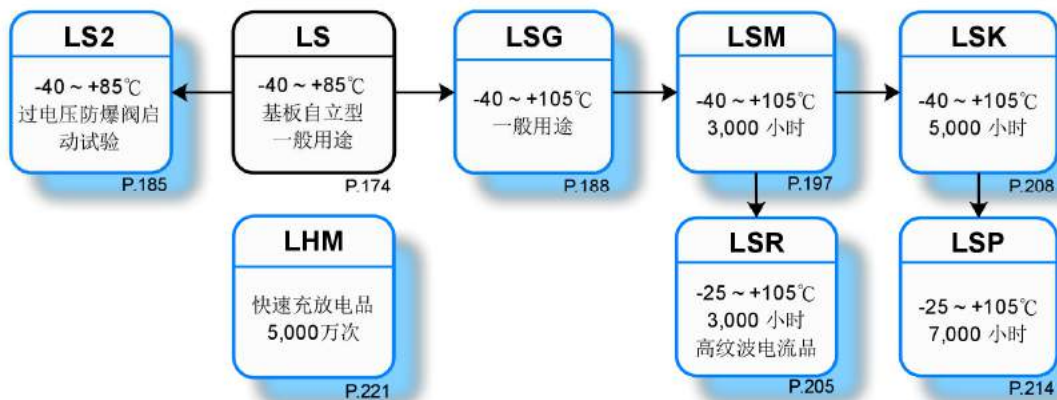 LS2
-40 ~ +85℃
过电压防爆阀启
动试验
P.185
LS
-40 ~ +85℃
基板自立型
一般用途
P.174
LSG
-40 ~ +105℃
一般用途
P.188
LSM
-40 ~ +105℃
3,000 小时
P.197
LSK
-40 ~ +105℃
5,000 小时
P.208
LHM
快速充放电品
5,000万次
P.221
LSR
-25 ~ +105℃
3,000 小时
高纹波电流品
P.205
LSP
-25 ~ +105℃
7,000 小时
P.214